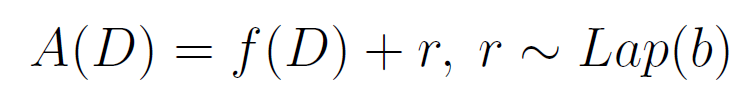 A(D) = f(D) + r, r ∼ Lap(b)